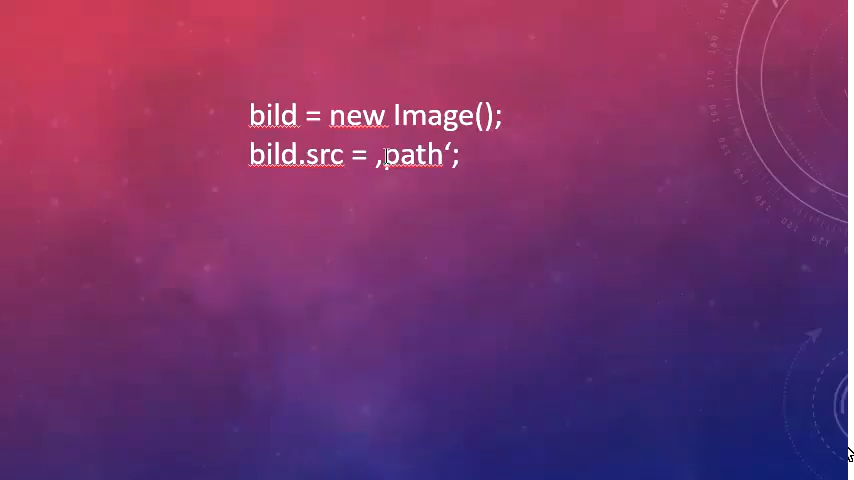 bild = new Image();
bild.src = ‚path‘;